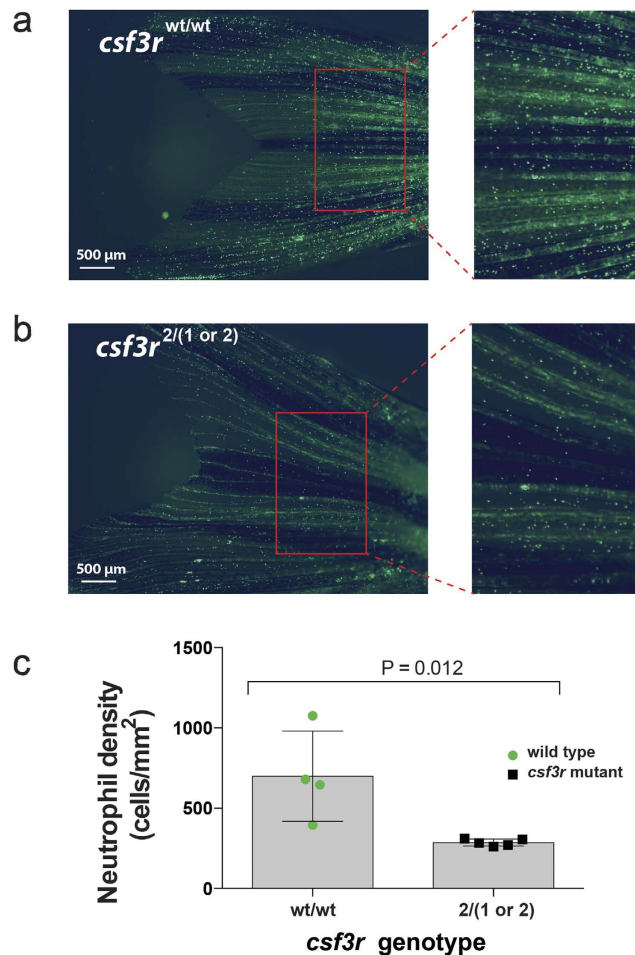 a
csf3r wt/wt
500 µm
b
csf3r 2/(1 or 2)
500 µm
c
Neutrophil density
(cells/mm²)
1500
1000
500
0
P = 0.012
wild type
csf3r mutant
wt/wt
2/(1 or 2)
csf3r genotype